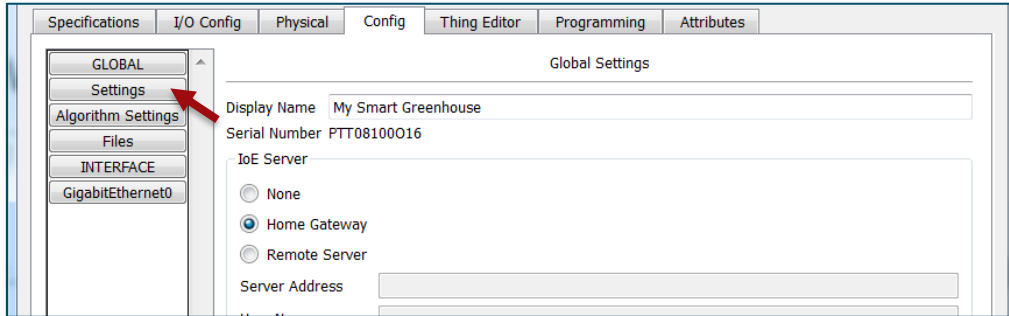 Specifications I/O Config Physical Config Thing Editor Programming Attributes
GLOBAL
Settings
Algorithm Settings
Files
INTERFACE
GigabitEthernet0
Global Settings
Display Name My Smart Greenhouse
Serial Number PTT08100O16
IoE Server
None
Home Gateway
Remote Server
Server Address